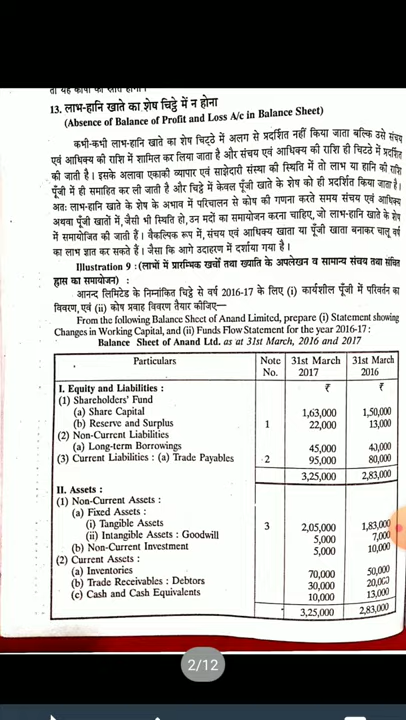 13. लाभ-हानि खाते का शेष चिट्ठे में न होना
(Absence of Balance of Profit and Loss A/c in Balance Sheet)
कभी-कभी लाभ-हानि खाते का शेष चिट्ठे में अलग से प्रदर्शित नहीं किया जाता बल्कि उसे संचय
एवं आधिक्य की राशि में शामिल कर लिया जाता है और संचय एवं आधिक्य की राशि ही चिटठे में प्रदर्शित
की जाती है। इसके अलावा एकाकी व्यापार एवं साझेदारी संस्था की स्थिति में तो लाभ या हानि की राशि
पूँजी में ही समाहित कर ली जाती है और चिट्ठे में केवल पूँजी खाते के शेष को ही प्रदर्शित किया जाता है।
अतः लाभ-हानि खाते के शेष के अभाव में परिचालन से कोष की गणना करते समय संचय एवं आधिक्य
अथवा पूँजी खातों में, जैसी भी स्थिति हो, उन मदों का समायोजन करना चाहिए, जो लाभ-हानि खाते के शेष
में समायोजित की जाती हैं। वैकल्पिक रूप में, संचय एवं आधिक्य खाता या पूँजी खाता बनाकर चालू वर्ष
का लाभ ज्ञात कर सकते हैं। जैसा कि आगे उदाहरण में दर्शाया गया है।
Illustration 9 : (लाभों में प्रारम्भिक खर्चों तथा ख्याति के अपलेखन व सामान्य संचय तथा संचित
ह्रास का समायोजन) :
आनन्द लिमिटेड के निम्नांकित चिट्ठे से वर्ष 2016-17 के लिए (i) कार्यशील पूँजी में परिवर्तन का
विवरण, एवं (ii) कोष प्रवाह विवरण तैयार कीजिए—
From the following Balance Sheet of Anand Limited, prepare (i) Statement showing
Changes in Working Capital, and (ii) Funds Flow Statement for the year 2016-17:
Balance Sheet of Anand Ltd. as at 31st March, 2016 and 2017
Particulars Note No. 31st March 2017 31st March 2016
I. Equity and Liabilities : ₹ ₹
(1) Shareholders' Fund
(a) Share Capital 1,63,000 1,50,000
(b) Reserve and Surplus 1 22,000 13,000
(2) Non-Current Liabilities
(a) Long-term Borrowings 45,000 40,000
(3) Current Liabilities : (a) Trade Payables 2 95,000 80,000
3,25,000 2,83,000
II. Assets :
(1) Non-Current Assets :
(a) Fixed Assets :
(i) Tangible Assets 3 2,05,000 1,83,000
(ii) Intangible Assets : Goodwill 5,000 7,000
(b) Non-Current Investment 5,000 10,000
(2) Current Assets :
(a) Inventories 70,000 50,000
(b) Trade Receivables : Debtors 30,000 20,000
(c) Cash and Cash Equivalents 10,000 13,000
3,25,000 2,83,000
2/12